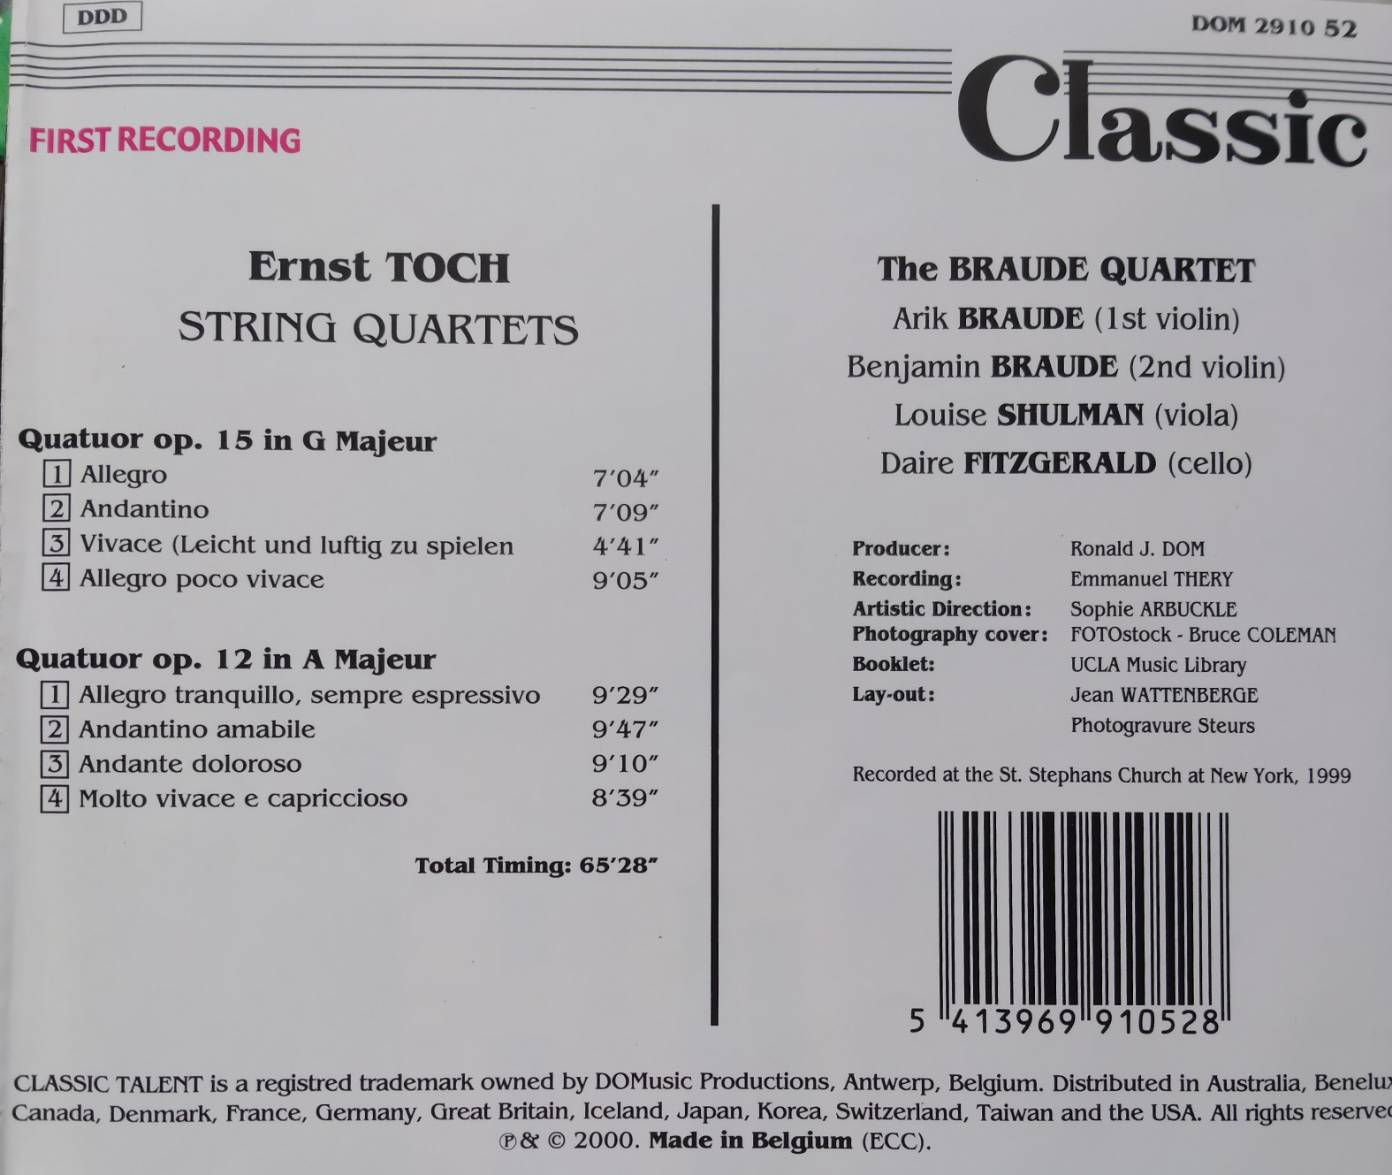 DDD
DOM 2910 52
Classic
FIRST RECORDING
Ernst TOCH
STRING QUARTETS
Quatuor op. 15 in G Majeur
1 Allegro 7'04"
2 Andantino 7'09"
3 Vivace (Leicht und luftig zu spielen 4'41"
4 Allegro poco vivace 9'05"
Quatuor op. 12 in A Majeur
1 Allegro tranquillo, sempre espressivo 9'29"
2 Andantino amabile 9'47"
3 Andante doloroso 9'10"
4 Molto vivace e capriccioso 8'39"
Total Timing: 65'28"
The BRAUDE QUARTET
Arik BRAUDE (1st violin)
Benjamin BRAUDE (2nd violin)
Louise SHULMAN (viola)
Daire FITZGERALD (cello)
Producer: Ronald J. DOM
Recording: Emmanuel THERY
Artistic Direction: Sophie ARBUCKLE
Photography cover: FOTOstock - Bruce COLEMAN
Booklet: UCLA Music Library
Lay-out: Jean WATTENBERGE
Photogravure Steurs
Recorded at the St. Stephans Church at New York, 1999
5 413969 910528
CLASSIC TALENT is a registred trademark owned by DOMusic Productions, Antwerp, Belgium. Distributed in Australia, Benelux
Canada, Denmark, France, Germany, Great Britain, Iceland, Japan, Korea, Switzerland, Taiwan and the USA. All rights reserved
℗ & © 2000. Made in Belgium (ECC).